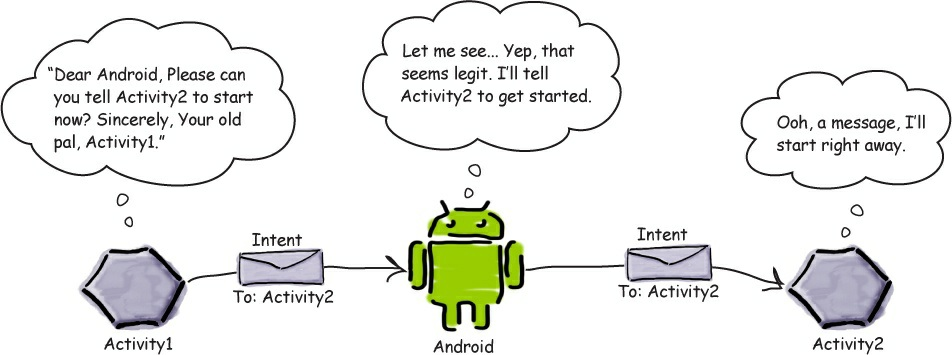 “Dear Android, Please can
you tell Activity2 to start
now? Sincerely, Your old
pal, Activity1.”
Let me see... Yep, that
seems legit. I’ll tell
Activity2 to get started.
Ooh, a message, I’ll
start right away.
Intent
To: Activity2
Intent
To: Activity2
Activity1
Android
Activity2